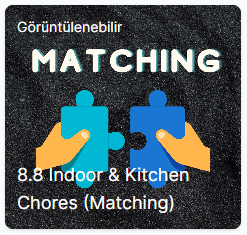 Görüntülenebilir
MATCHING
8.8 Indoor & Kitchen
Chores (Matching)